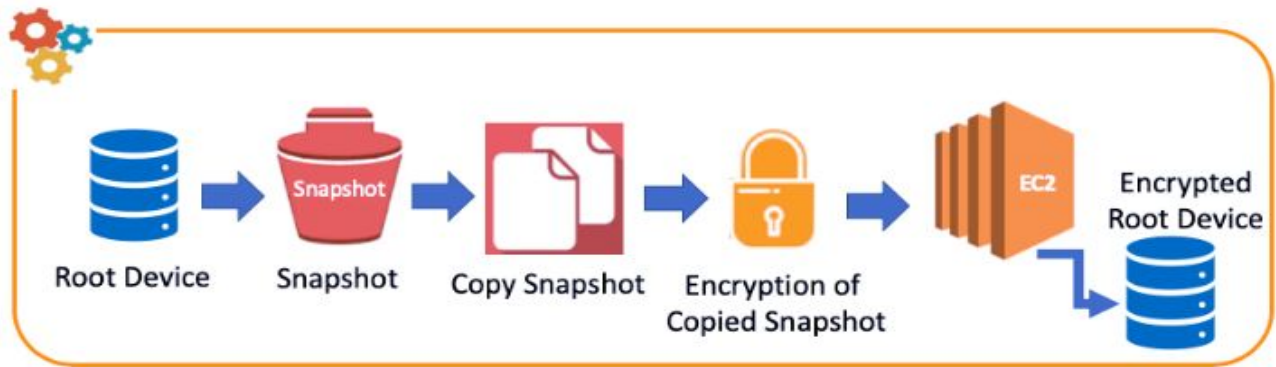 Snapshot
EC2
Encrypted
Root Device
Root Device
Snapshot
Copy Snapshot
Encryption of
Copied Snapshot